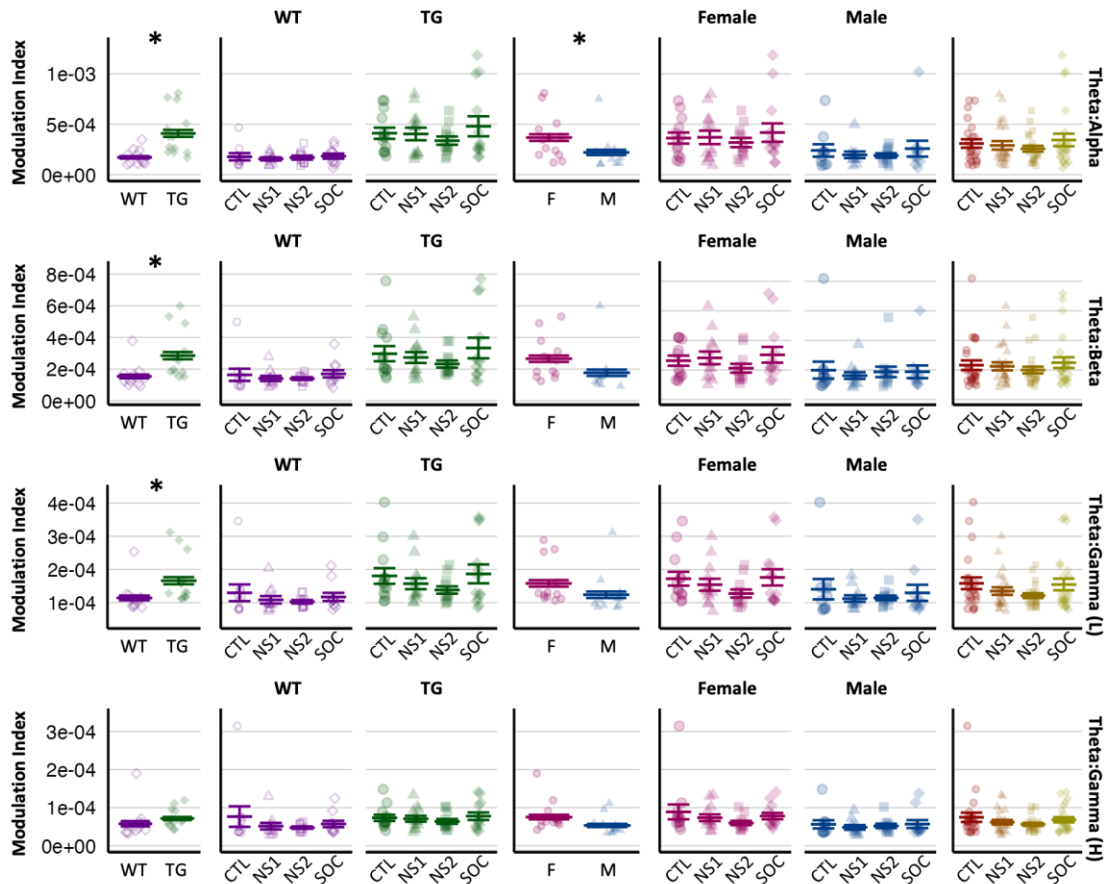 WT TG Female Male
* *
Modulation Index 1e-03 5e-04 0e+00 Theta:Alpha
WT TG CTL NS1 NS2 SOC CTL NS1 NS2 SOC F M CTL NS1 NS2 SOC CTL NS1 NS2 SOC CTL NS1 NS2 SOC
WT TG Female Male
*
Modulation Index 8e-04 6e-04 4e-04 2e-04 0e+00 Theta:Beta
WT TG CTL NS1 NS2 SOC CTL NS1 NS2 SOC F M CTL NS1 NS2 SOC CTL NS1 NS2 SOC CTL NS1 NS2 SOC
WT TG Female Male
*
Modulation Index 4e-04 3e-04 2e-04 1e-04 Theta:Gamma (L)
WT TG CTL NS1 NS2 SOC CTL NS1 NS2 SOC F M CTL NS1 NS2 SOC CTL NS1 NS2 SOC CTL NS1 NS2 SOC
WT TG Female Male
Modulation Index 3e-04 2e-04 1e-04 0e+00 Theta:Gamma (H)
WT TG CTL NS1 NS2 SOC CTL NS1 NS2 SOC F M CTL NS1 NS2 SOC CTL NS1 NS2 SOC CTL NS1 NS2 SOC